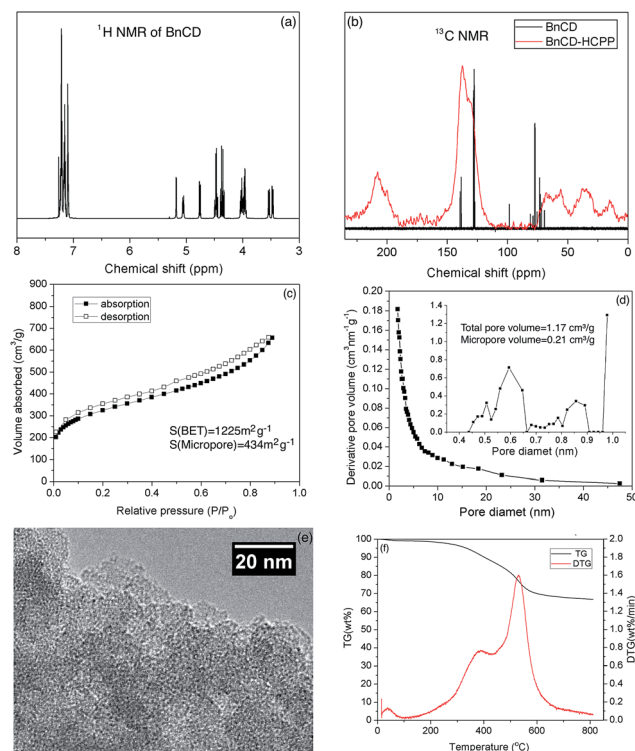 (a)
¹H NMR of BnCD
8 7 6 5 4 3
Chemical shift (ppm)
(b)
¹³C NMR
BnCD
BnCD-HCPP
200 150 100 50 0
Chemical shift (ppm)
(c)
absorption
desorption
Volume absorbed (cm³/g)
900
800
700
600
500
400
300
200
100
0
S(BET)=1225m²g⁻¹
S(Micropore)=434m²g⁻¹
0.0 0.2 0.4 0.6 0.8 1.0
Relative pressure (P/P₀)
(d)
Derivative pore volume (cm³nm⁻¹g⁻¹)
0.20
0.18
0.16
0.14
0.12
0.10
0.08
0.06
0.04
0.02
0.00
1.4
1.2
1.0
0.8
0.6
0.4
0.2
0.0
Total pore volume=1.17 cm³/g
Micropore volume=0.21 cm³/g
0.4 0.5 0.6 0.7 0.8 0.9 1.0
Pore diamet (nm)
0 10 20 30 40 50
Pore diamet (nm)
(e)
20 nm
(f)
TG
DTG
TG(wt%)
100
90
80
70
60
50
40
30
20
10
0
2.0
1.8
1.6
1.4
1.2
1.0
0.8
0.6
0.4
0.2
0.0
DTG(wt%/min)
0 200 400 600 800
Temperature (°C)